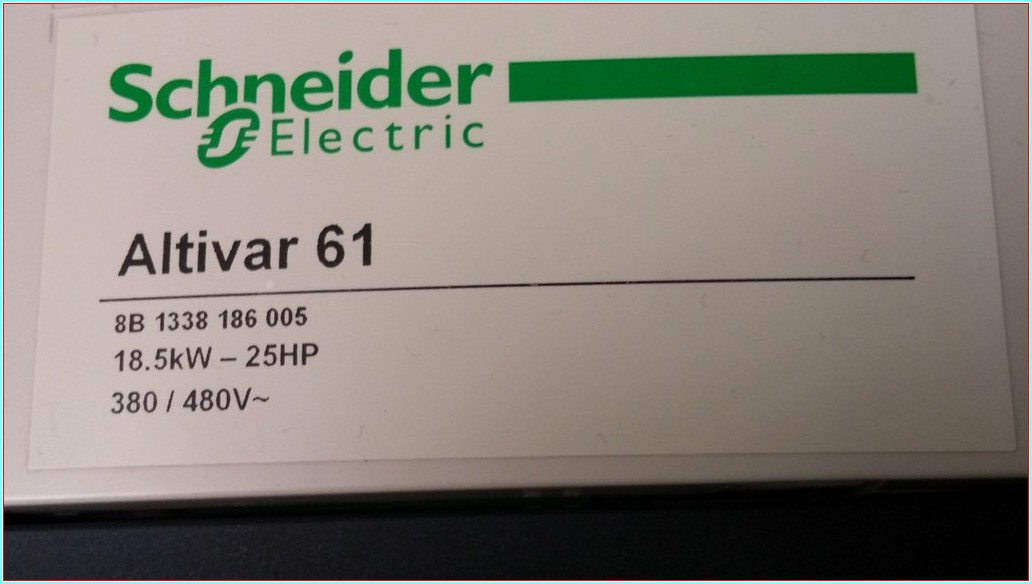 Schneider
Electric
Altivar 61
8B 1338 186 005
18.5kW – 25HP
380 / 480V~